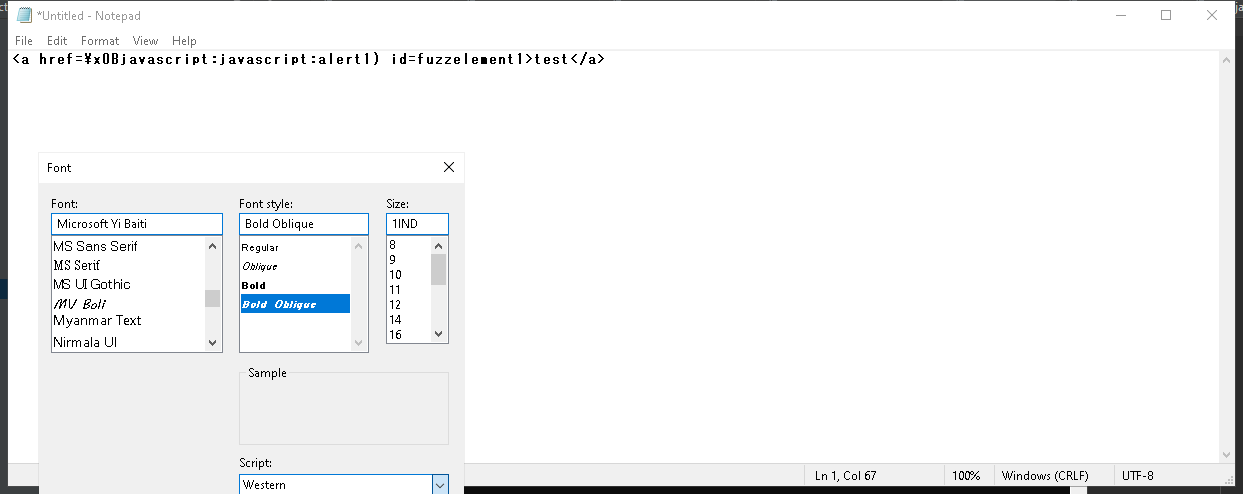 *Untitled - Notepad
File Edit Format View Help
<a href=¥x0Bjavascript:javascript:alert1) id=fuzzelement1>test</a>
Font
Font: Font style: Size:
Microsoft Yi Baiti Bold Oblique 1IND
MS Sans Serif Regular 8
MS Serif Oblique 9
MS UI Gothic Bold 10
MV Boli Bold Oblique 11
Myanmar Text 12
Nirmala UI 14
16
Sample
Script:
Western
Ln 1, Col 67 100% Windows (CRLF) UTF-8